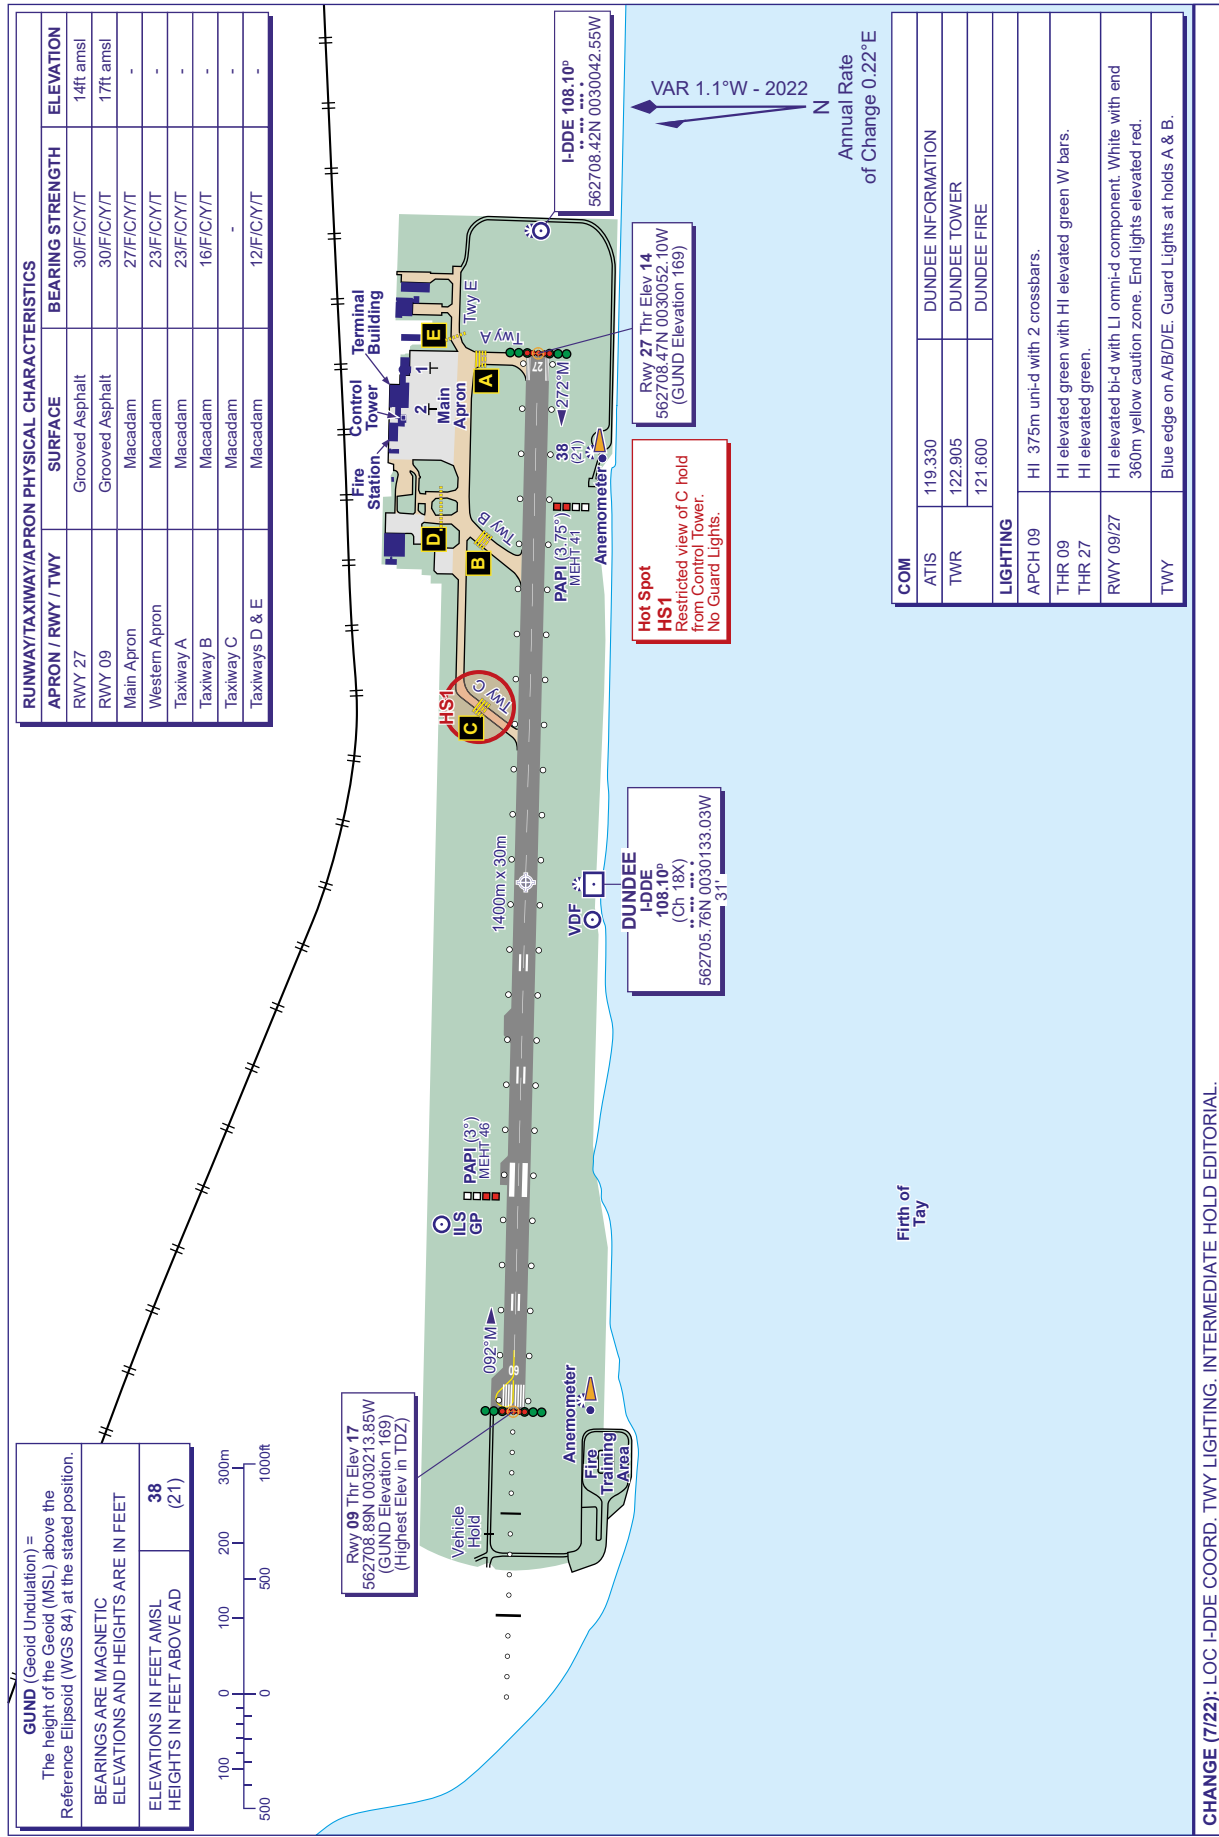 GUND (Geoid Undulation) =
The height of the Geoid (MSL) above the
Reference Elipsoid (WGS 84) at the stated position.
BEARINGS ARE MAGNETIC
ELEVATIONS AND HEIGHTS ARE IN FEET
ELEVATIONS IN FEET AMSL
HEIGHTS IN FEET ABOVE AD
38
(21)
100 0 100 200 300m
500 0 500 1000ft
RUNWAY/TAXIWAY/APRON PHYSICAL CHARACTERISTICS
APRON / RWY / TWY SURFACE BEARING STRENGTH ELEVATION
RWY 27 Grooved Asphalt 30/F/C/Y/T 14ft amsl
RWY 09 Grooved Asphalt 30/F/C/Y/T 17ft amsl
Main Apron Macadam 27/F/C/Y/T -
Western Apron Macadam 23/F/C/Y/T -
Taxiway A Macadam 23/F/C/Y/T -
Taxiway B Macadam 16/F/C/Y/T -
Taxiway C Macadam - -
Taxiways D & E Macadam 12/F/C/Y/T -
Rwy 09 Thr Elev 17
562708.89N 0030213.85W
(GUND Elevation 169)
(Highest Elev in TDZ)
Vehicle
Hold
Fire
Training
Area
Anemometer
092°M
09
ILS
GP
PAPI (3°)
MEHT 46
1400m x 30m
VDF
DUNDEE
I-DDE
108.10ᴰ
(Ch 18X)
562705.76N 0030133.03W
31'
HS1
C
Twy C
B
Twy B
D
Fire
Station
Control
Tower
Terminal
Building
2
1
Main
Apron
E
Twy E
A
Twy A
27
272°M
38
(21)
PAPI (3.75°)
MEHT 41
Anemometer
Hot Spot
HS1
Restricted view of C hold
from Control Tower.
No Guard Lights.
Rwy 27 Thr Elev 14
562708.47N 0030052.10W
(GUND Elevation 169)
I-DDE 108.10ᴰ
562708.42N 0030042.55W
VAR 1.1°W - 2022
N
Annual Rate
of Change 0.22°E
Firth of
Tay
COM
ATIS 119.330 DUNDEE INFORMATION
TWR 122.905 DUNDEE TOWER
121.600 DUNDEE FIRE
LIGHTING
APCH 09 HI 375m uni-d with 2 crossbars.
THR 09 HI elevated green with HI elevated green W bars.
THR 27 HI elevated green.
RWY 09/27 HI elevated bi-d with LI omni-d component. White with end
360m yellow caution zone. End lights elevated red.
TWY Blue edge on A/B/D/E. Guard Lights at holds A & B.
CHANGE (7/22): LOC I-DDE COORD. TWY LIGHTING. INTERMEDIATE HOLD EDITORIAL.